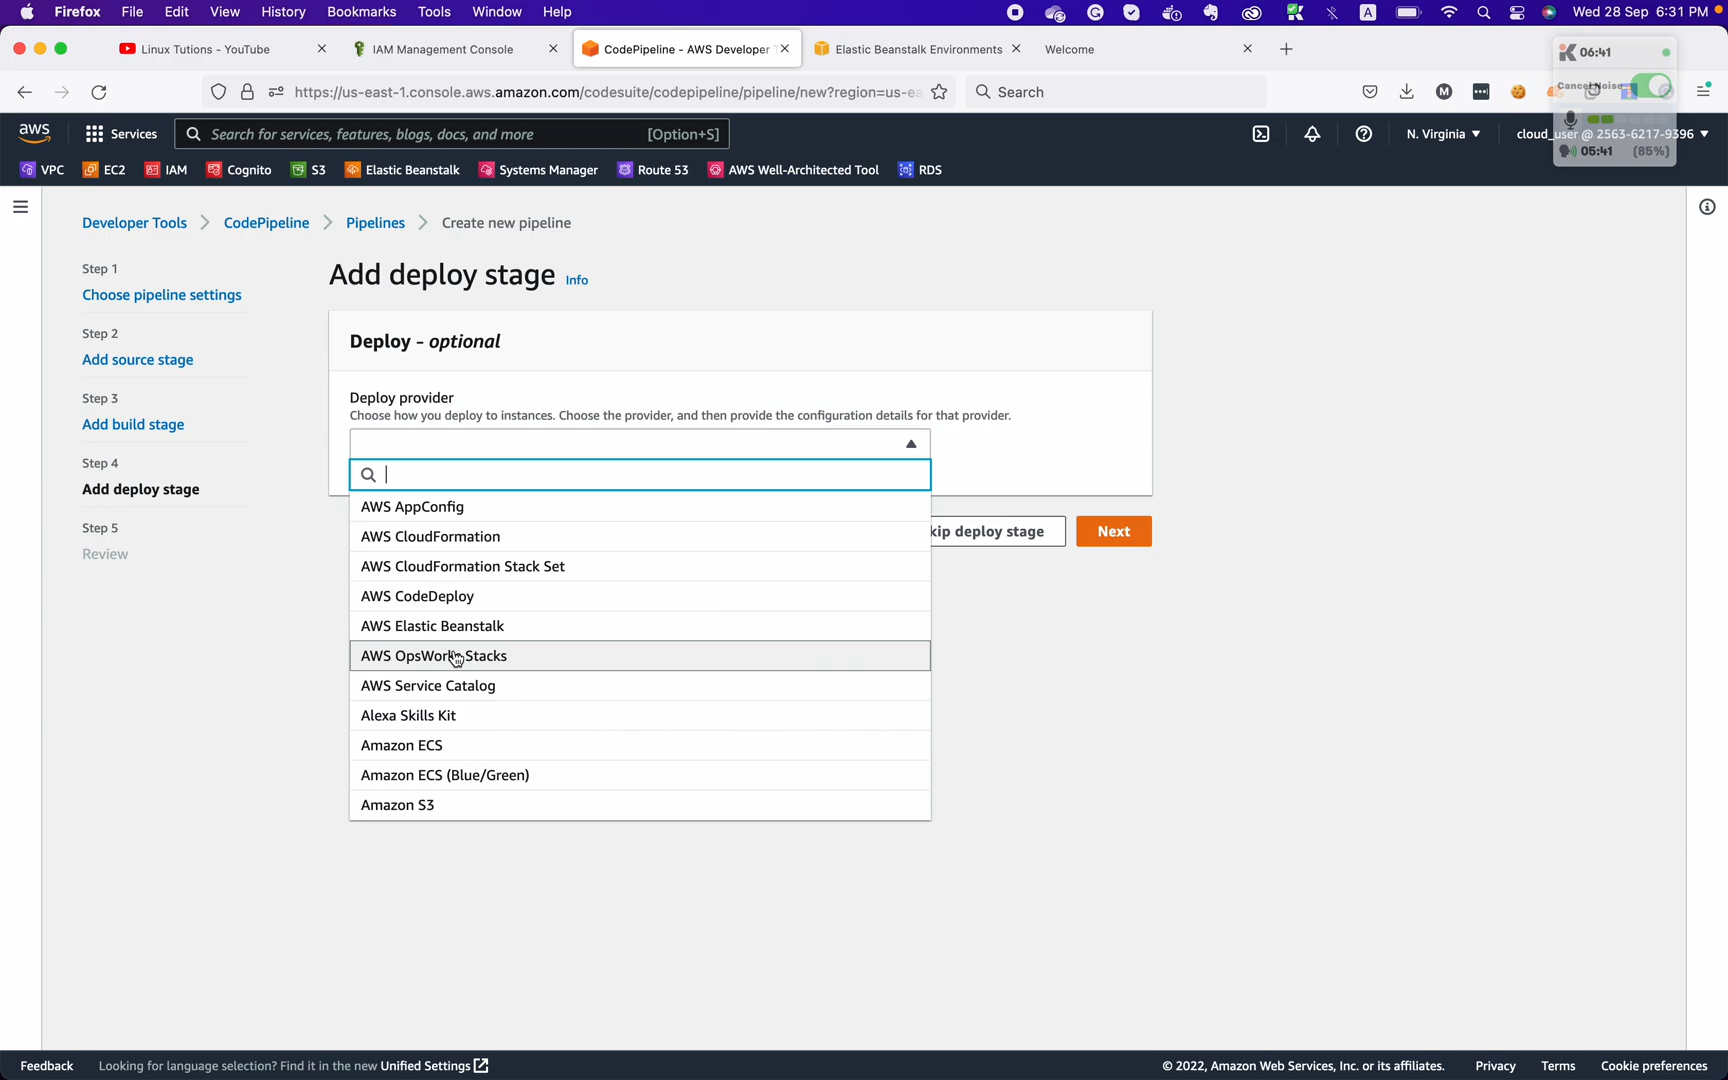 Firefox File Edit View History Bookmarks Tools Window Help
Wed 28 Sep 6:31 PM
Linux Tutions - YouTube
IAM Management Console
CodePipeline - AWS Developer
Elastic Beanstalk Environments
Welcome
06:41
https://us-east-1.console.aws.amazon.com/codesuite/codepipeline/pipeline/new?region=us-ea
Search
Cancel Noise
aws
Services
Search for services, features, blogs, docs, and more [Option+S]
N. Virginia
cloud_user @ 2563-6217-9396
05:41 (85%)
VPC
EC2
IAM
Cognito
S3
Elastic Beanstalk
Systems Manager
Route 53
AWS Well-Architected Tool
RDS
Developer Tools
CodePipeline
Pipelines
Create new pipeline
Step 1
Choose pipeline settings
Step 2
Add source stage
Step 3
Add build stage
Step 4
Add deploy stage
Step 5
Review
Add deploy stage Info
Deploy - optional
Deploy provider
Choose how you deploy to instances. Choose the provider, and then provide the configuration details for that provider.
AWS AppConfig
AWS CloudFormation
AWS CloudFormation Stack Set
AWS CodeDeploy
AWS Elastic Beanstalk
AWS OpsWorks Stacks
AWS Service Catalog
Alexa Skills Kit
Amazon ECS
Amazon ECS (Blue/Green)
Amazon S3
kip deploy stage
Next
Feedback
Looking for language selection? Find it in the new Unified Settings
© 2022, Amazon Web Services, Inc. or its affiliates.
Privacy
Terms
Cookie preferences